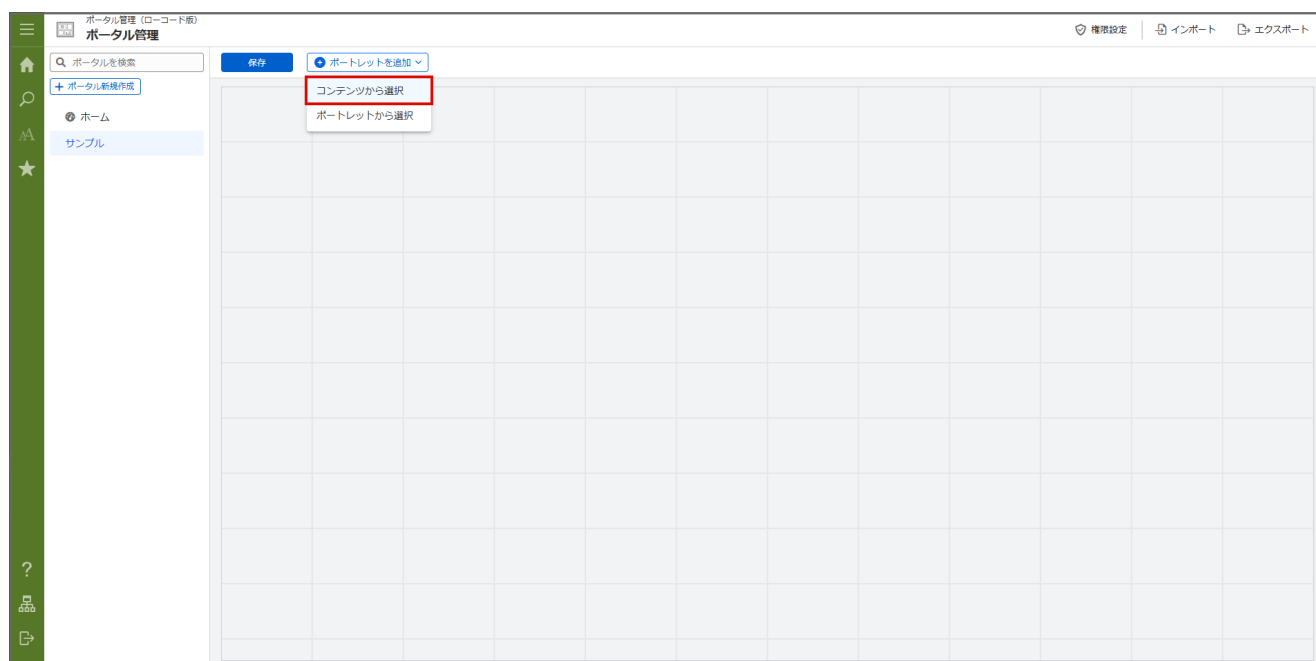 ポータル管理（ローコード版）
ポータル管理
権限設定
インポート
エクスポート
ポータルを検索
保存
ポートレットを追加
+ ポータル新規作成
コンテンツから選択
ホーム
ポートレットから選択
サンプル
AA
?